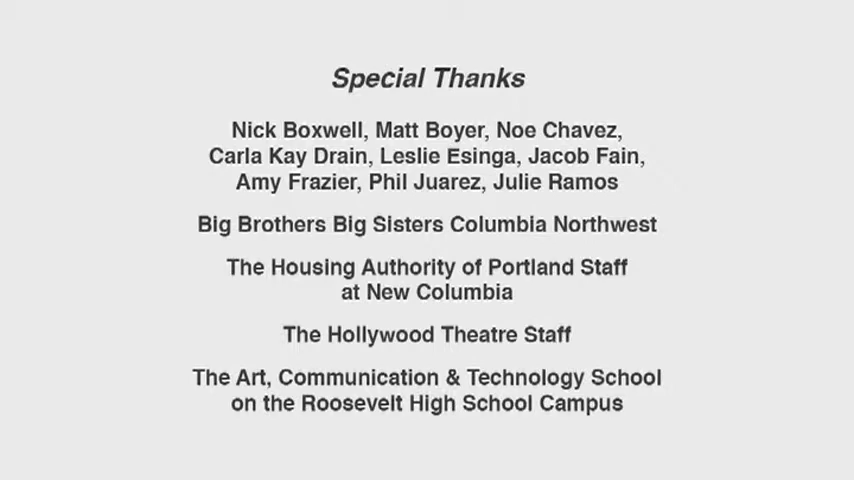 Special Thanks
Nick Boxwell, Matt Boyer, Noe Chavez,
Carla Kay Drain, Leslie Esinga, Jacob Fain,
Amy Frazier, Phil Juarez, Julie Ramos
Big Brothers Big Sisters Columbia Northwest
The Housing Authority of Portland Staff
at New Columbia
The Hollywood Theatre Staff
The Art, Communication & Technology School
on the Roosevelt High School Campus